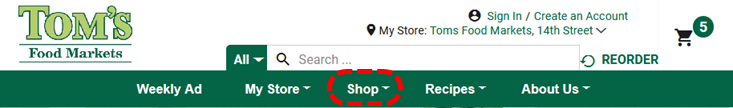 TOM'S
Food Markets
Sign In / Create an Account
My Store: Toms Food Markets, 14th Street
5
All
Search ...
REORDER
Weekly Ad
My Store
Shop
Recipes
About Us